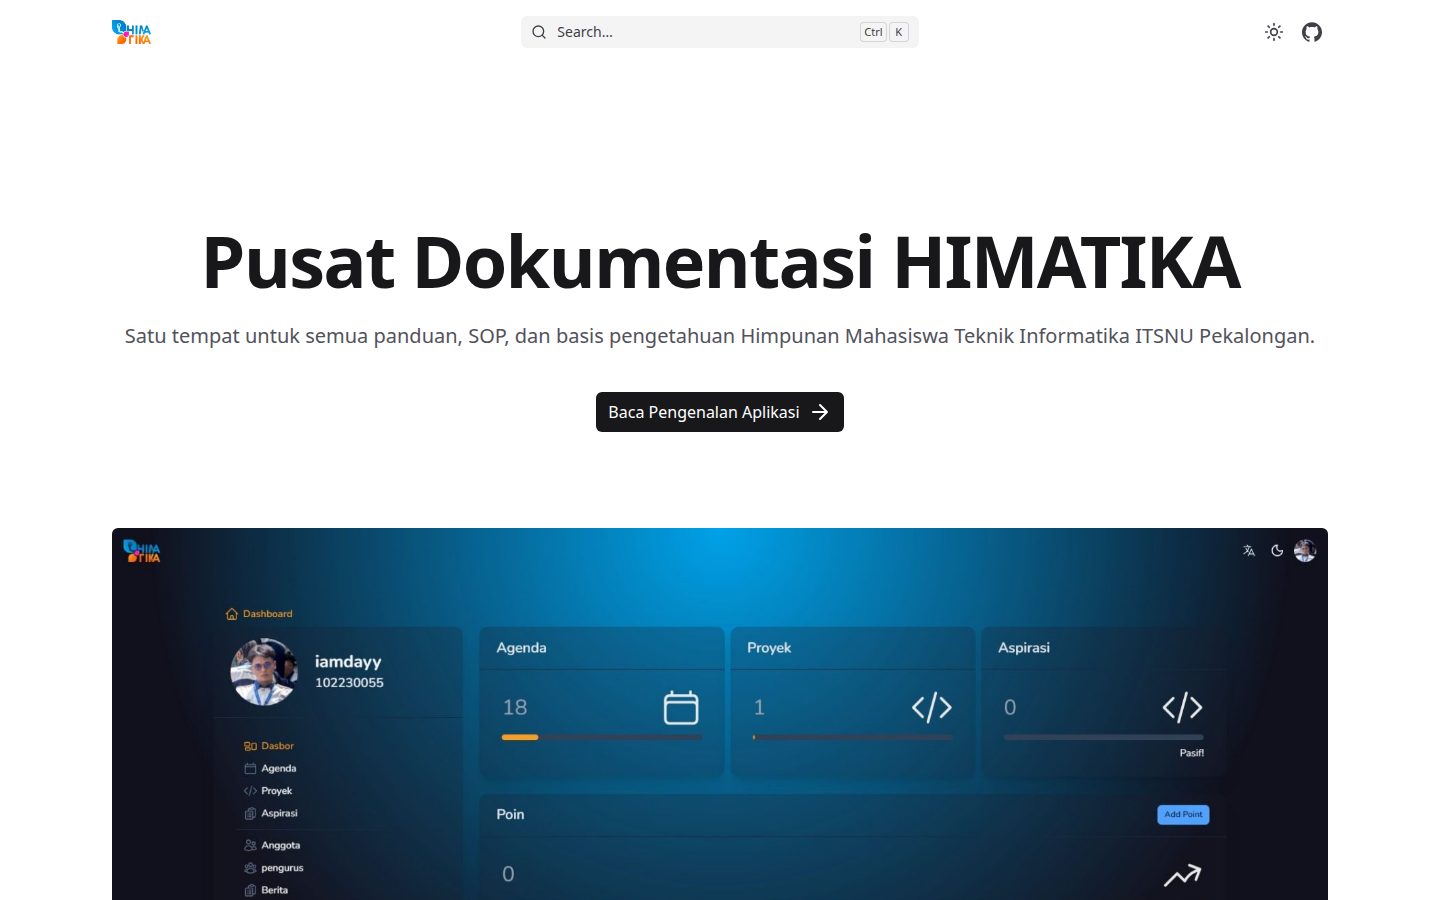 HIMA
TIKA
Search...
Ctrl K
Pusat Dokumentasi HIMATIKA
Satu tempat untuk semua panduan, SOP, dan basis pengetahuan Himpunan Mahasiswa Teknik Informatika ITSNU Pekalongan.
Baca Pengenalan Aplikasi
HIMA
TIKA
Dashboard
iamdayy
102230055
Dasbor
Agenda
Proyek
Aspirasi
Anggota
pengurus
Berita
Agenda
18
Proyek
1
Aspirasi
0
Pasif!
Poin
Add Point
0